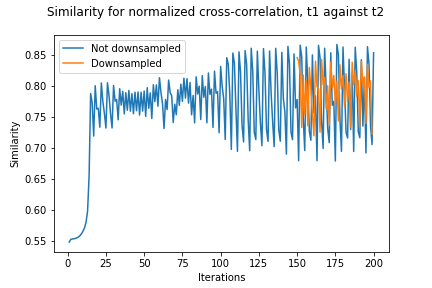 Similarity for normalized cross-correlation, t1 against t2
Not downsampled
Downsampled
0.85
0.80
0.75
0.70
0.65
0.60
0.55
Similarity
0 25 50 75 100 125 150 175 200
Iterations